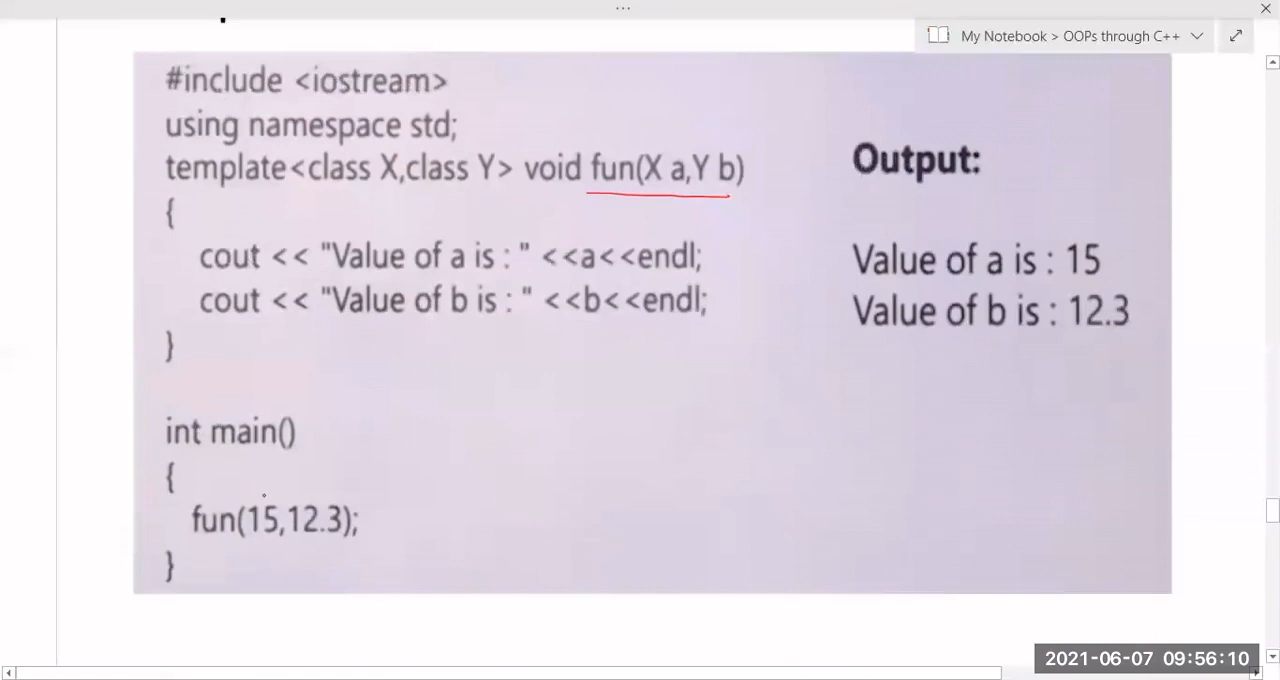 ...
My Notebook > OOPs through C++
#include <iostream>
using namespace std;
template<class X,class Y> void fun(X a,Y b)
{
cout << "Value of a is : " <<a<<endl;
cout << "Value of b is : " <<b<<endl;
}
int main()
{
fun(15,12.3);
}
Output:
Value of a is : 15
Value of b is : 12.3
2021-06-07 09:56:10